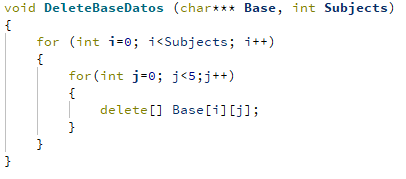 void DeleteBaseDatos (char*** Base, int Subjects)
{
for (int i=0; i<Subjects; i++)
{
for(int j=0; j<5;j++)
{
delete[] Base[i][j];
}
}
}